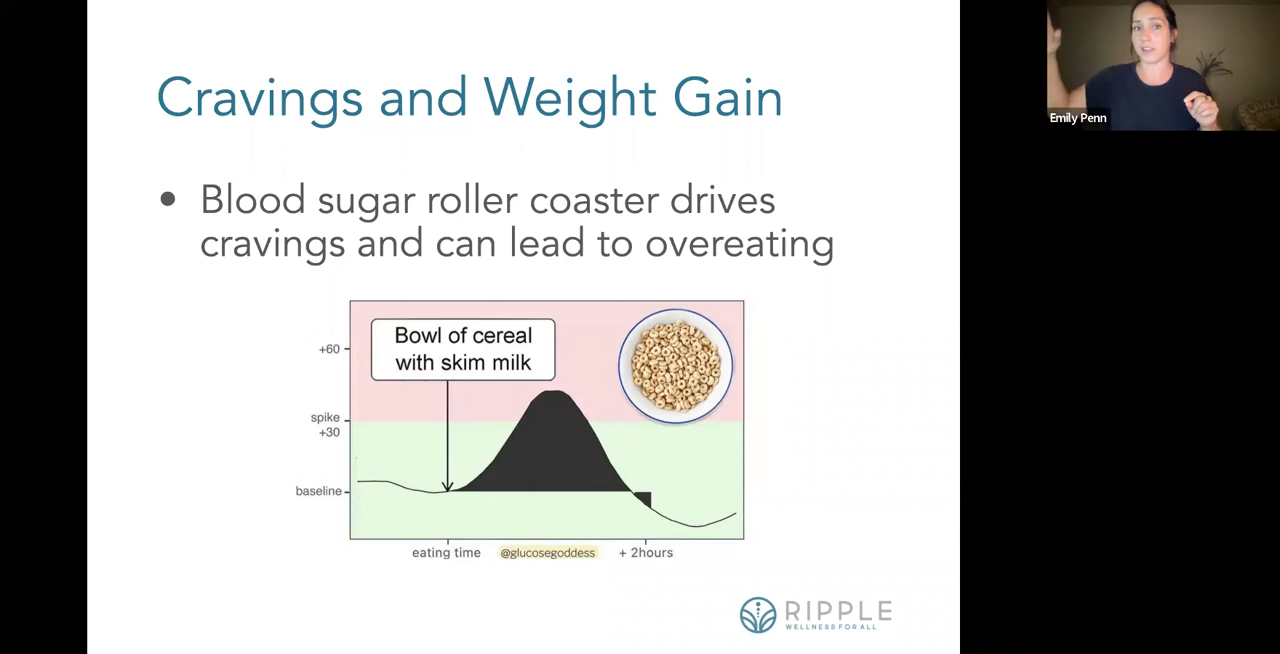 Cravings and Weight Gain
Emily Penn
• Blood sugar roller coaster drives
cravings and can lead to overeating
Bowl of cereal
with skim milk
+60
spike
+30
baseline
eating time
@glucosegoddess
+ 2hours
RIPPLE
WELLNESS FOR ALL